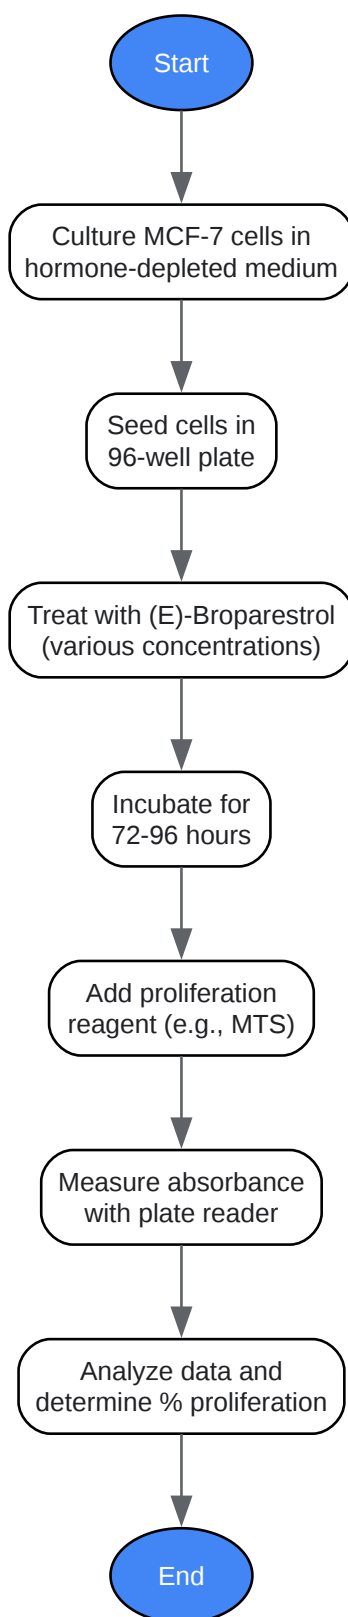 Start
Culture MCF-7 cells in
hormone-depleted medium
Seed cells in
96-well plate
Treat with (E)-Broparestrol
(various concentrations)
Incubate for
72-96 hours
Add proliferation
reagent (e.g., MTS)
Measure absorbance
with plate reader
Analyze data and
determine % proliferation
End